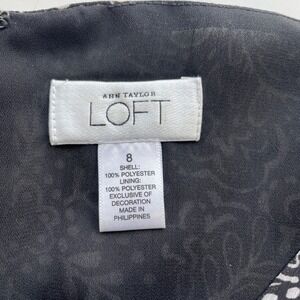 ANN TAYLOR
LOFT
8
SHELL:
100% POLYESTER
LINING:
100% POLYESTER
EXCLUSIVE OF
DECORATION
MADE IN
PHILIPPINES